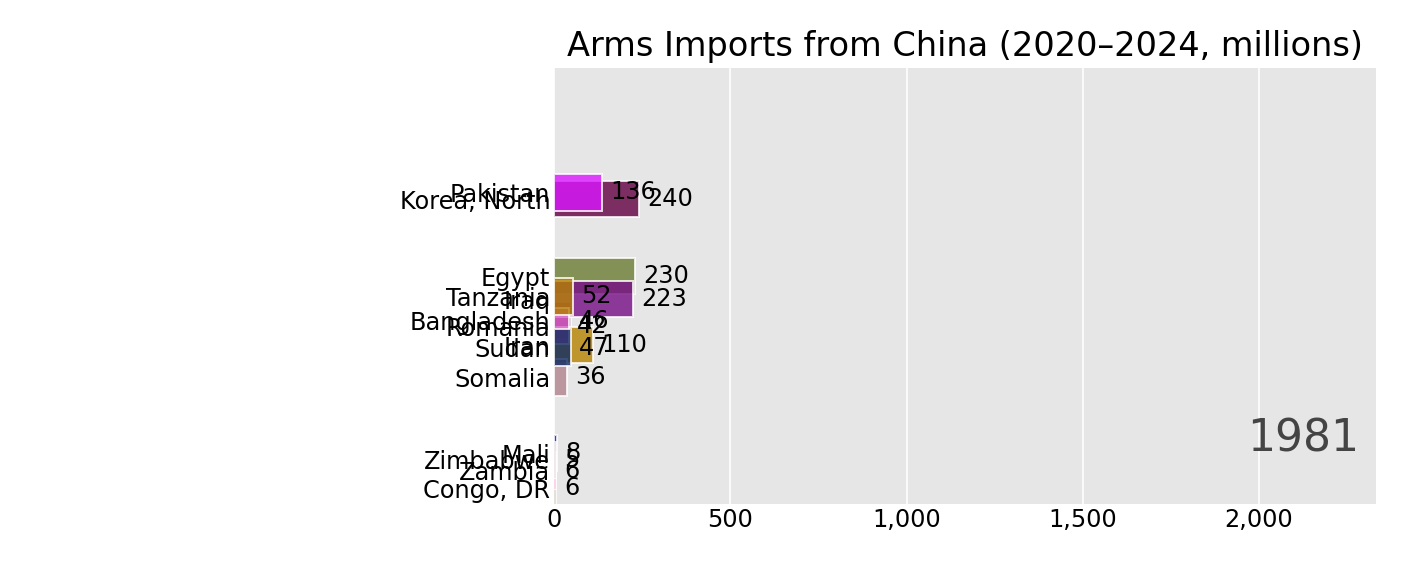 Arms Imports from China (2020–2024, millions)
Pakistan 136
Korea, North 240
Egypt 230
Tanzania 52
Iraq 223
Bangladesh 46
Romania 42
Iran 110
Sudan 47
Somalia 36
1981
Mali 8
Zimbabwe
Zambia 6
Congo, DR 6
0 500 1,000 1,500 2,000